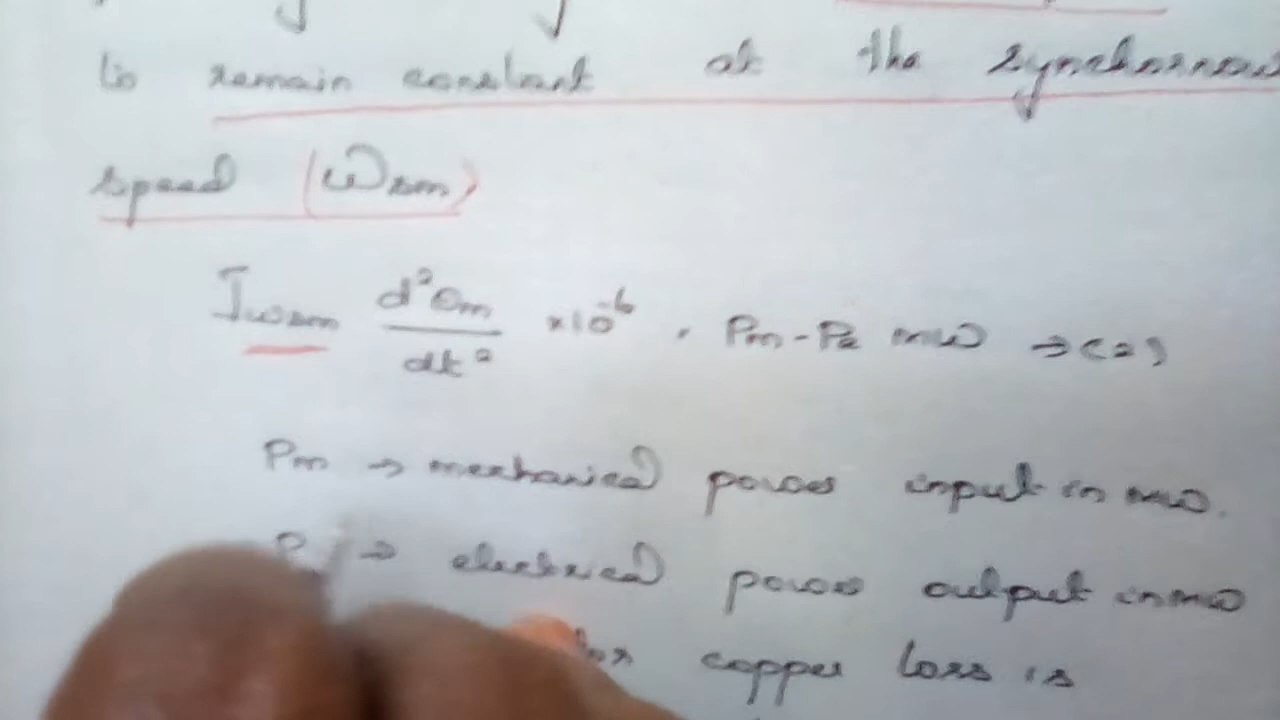 to remain constant at the synchronous
speed (ωsm)
Jωsm d²θm/dt² ×10⁻⁶ = Pm - Pe MW → (2)
Pm → mechanical power input in MW.
→ electrical power output in MW
copper loss is